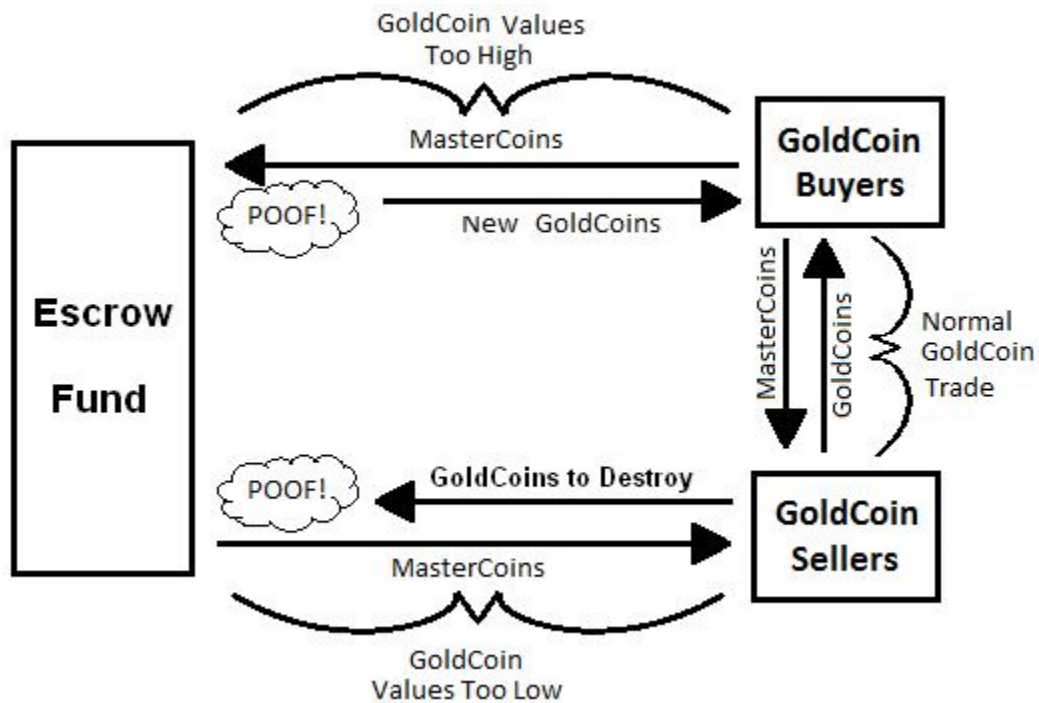 GoldCoin Values
Too High
MasterCoins
GoldCoin
Buyers
POOF!
New GoldCoins
Escrow
Fund
MasterCoins
GoldCoins
Normal
GoldCoin
Trade
POOF!
GoldCoins to Destroy
MasterCoins
GoldCoin
Sellers
GoldCoin
Values Too Low